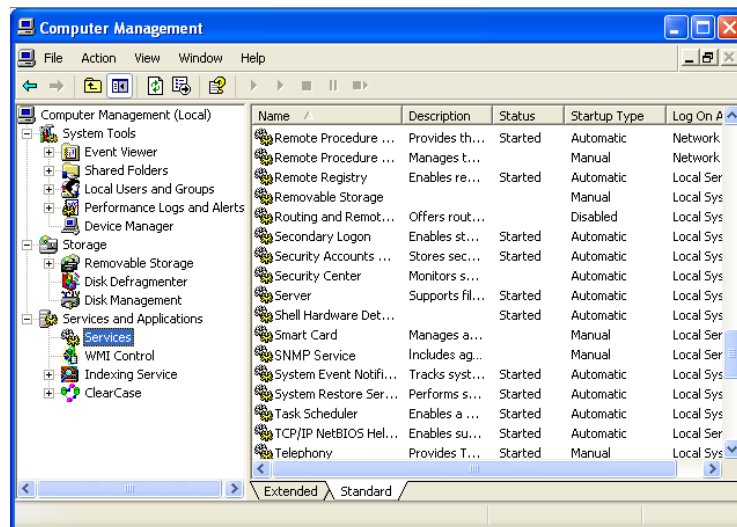 Computer Management
File Action View Window Help
Computer Management (Local)
System Tools
Event Viewer
Shared Folders
Local Users and Groups
Performance Logs and Alerts
Device Manager
Storage
Removable Storage
Disk Defragmenter
Disk Management
Services and Applications
Services
WMI Control
Indexing Service
ClearCase
Name Description Status Startup Type Log On A
Remote Procedure ... Provides th... Started Automatic Network
Remote Procedure ... Manages t... Manual Network
Remote Registry Enables re... Started Automatic Local Ser
Removable Storage Manual Local Sys
Routing and Remot... Offers rout... Disabled Local Sys
Secondary Logon Enables st... Started Automatic Local Sys
Security Accounts ... Stores sec... Started Automatic Local Sys
Security Center Monitors s... Automatic Local Sys
Server Supports fil... Started Automatic Local Sys
Shell Hardware Det... Started Automatic Local Sys
Smart Card Manages a... Manual Local Ser
SNMP Service Includes ag... Manual Local Ser
System Event Notifi... Tracks syst... Started Automatic Local Sys
System Restore Ser... Performs s... Started Automatic Local Sys
Task Scheduler Enables a ... Started Automatic Local Sys
TCP/IP NetBIOS Hel... Enables su... Started Automatic Local Ser
Telephony Provides T... Started Manual Local Sys
Extended Standard